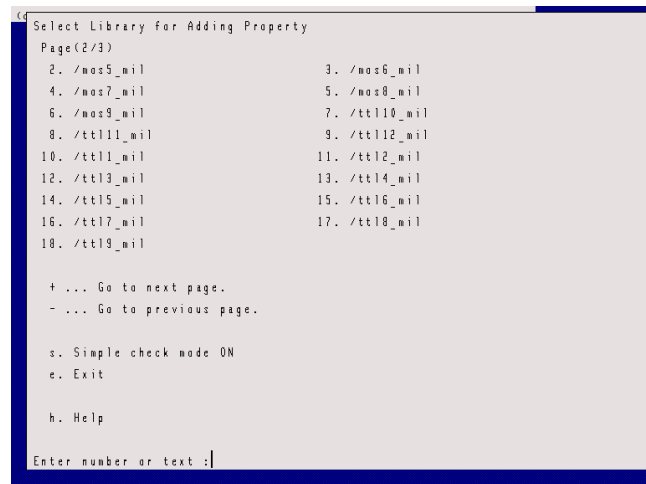 Select Library for Adding Property
Page(2/3)
2. /mos5_mil 3. /mos6_mil
4. /mos7_mil 5. /mos8_mil
6. /mos9_mil 7. /ttl10_mil
8. /ttl11_mil 9. /ttl12_mil
10. /ttl1_mil 11. /ttl2_mil
12. /ttl3_mil 13. /ttl4_mil
14. /ttl5_mil 15. /ttl6_mil
16. /ttl7_mil 17. /ttl8_mil
18. /ttl9_mil
+ ... Go to next page.
- ... Go to previous page.
s. Simple check mode ON
e. Exit
h. Help
Enter number or text :